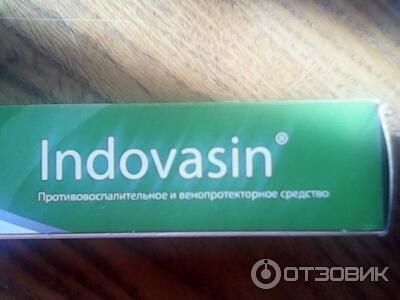 Indovasin®
Противовоспалительное и венопротекторное средство
ОТЗОВИК